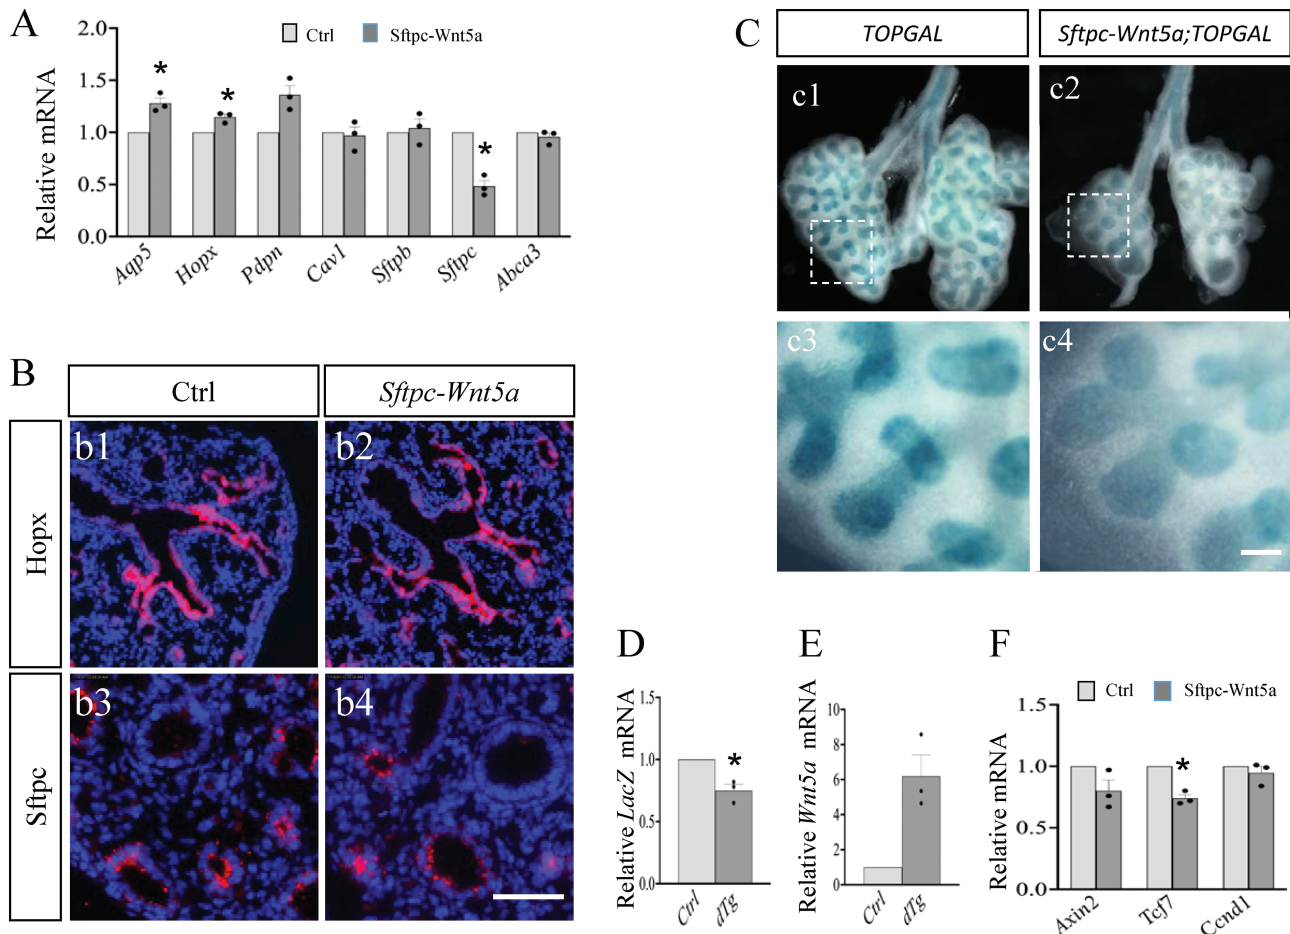 A
Relative mRNA
2.0
1.5
1.0
0.5
0.0
Ctrl
Sftpc-Wnt5a
*
*
*
Aqp5
Hopx
Pdpn
Cav1
Sftpb
Sftpc
Abca3
B
Ctrl
Sftpc-Wnt5a
Hopx
b1
b2
Sftpc
b3
b4
C
TOPGAL
Sftpc-Wnt5a;TOPGAL
c1
c2
c3
c4
D
Relative LacZ mRNA
1.5
1.0
0.5
0.0
*
Ctrl
dTg
E
Relative Wnt5a mRNA
10
8
6
4
2
0
Ctrl
dTg
F
Relative mRNA
Ctrl
Sftpc-Wnt5a
1.5
1.0
0.5
0.0
*
Axin2
Tcf7
Ccnd1